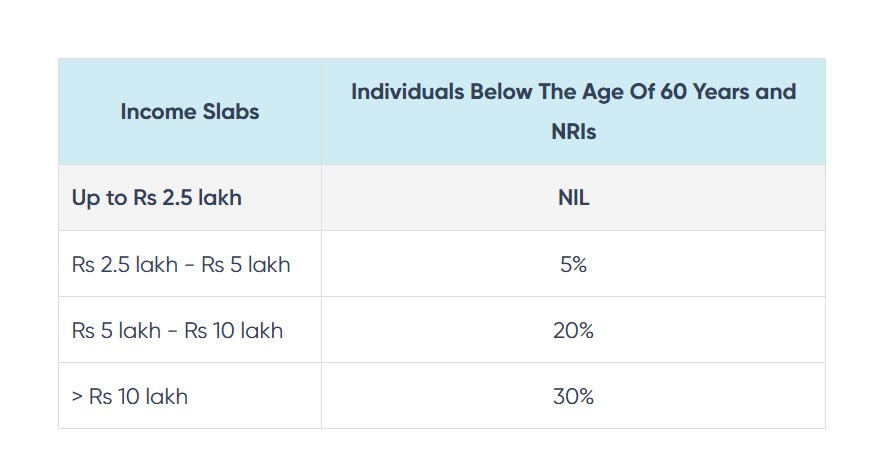 Income Slabs
Individuals Below The Age Of 60 Years and
NRIs
Up to Rs 2.5 lakh
NIL
Rs 2.5 lakh - Rs 5 lakh
5%
Rs 5 lakh - Rs 10 lakh
20%
> Rs 10 lakh
30%